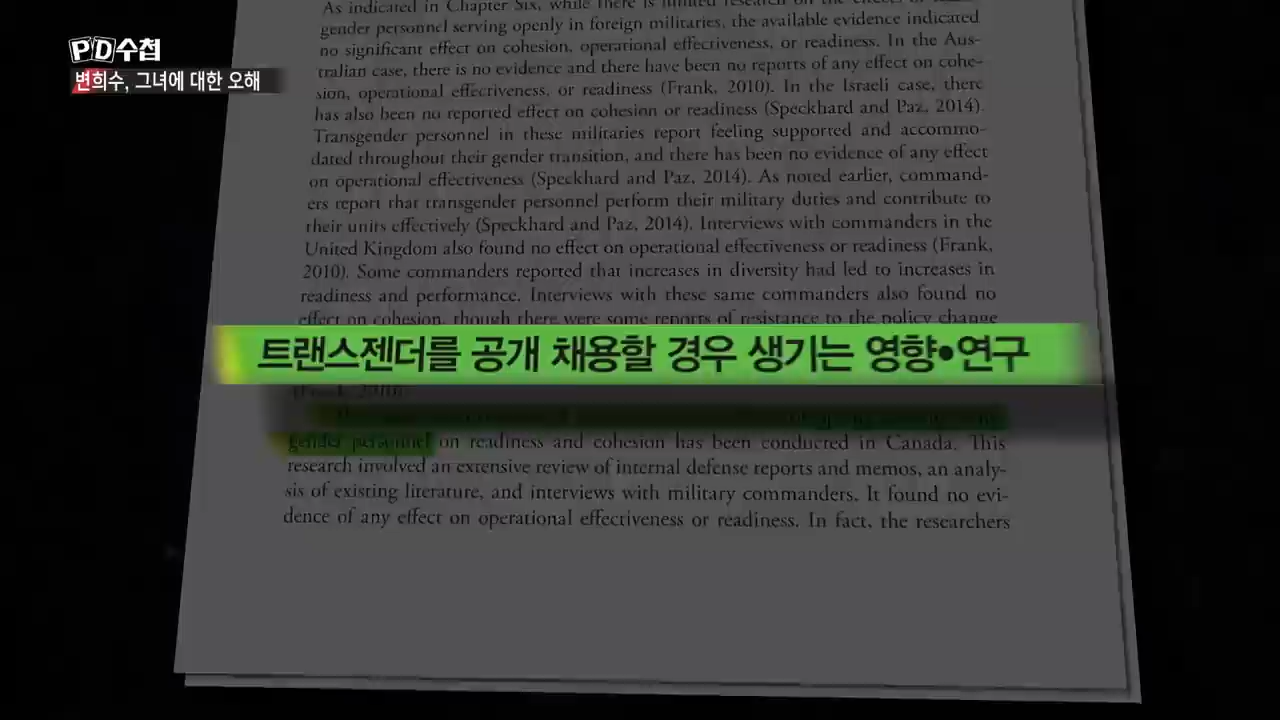 PD수첩
변희수, 그녀에 대한 오해
As indicated in Chapter Six, while there is limited research on the effects of
gender personnel serving openly in foreign militaries, the available evidence indicated
no significant effect on cohesion, operational effectiveness, or readiness. In the Aus-
tralian case, there is no evidence and there have been no reports of any effect on cohe-
sion, operational effectiveness, or readiness (Frank, 2010). In the Israeli case, there
has also been no reported effect on cohesion or readiness (Speckhard and Paz, 2014).
Transgender personnel in these militaries report feeling supported and accommo-
dated throughout their gender transition, and there has been no evidence of any effect
on operational effectiveness (Speckhard and Paz, 2014). As noted earlier, command-
ers report that transgender personnel perform their military duties and contribute to
their units effectively (Speckhard and Paz, 2014). Interviews with commanders in the
United Kingdom also found no effect on operational effectiveness or readiness (Frank,
2010). Some commanders reported that increases in diversity had led to increases in
readiness and performance. Interviews with these same commanders also found no
effect on cohesion, though there were some reports of resistance to the policy change
트랜스젠더를 공개 채용할 경우 생기는 영향•연구
gender personnel on readiness and cohesion has been conducted in Canada. This
research involved an extensive review of internal defense reports and memos, an analy-
sis of existing literature, and interviews with military commanders. It found no evi-
dence of any effect on operational effectiveness or readiness. In fact, the researchers